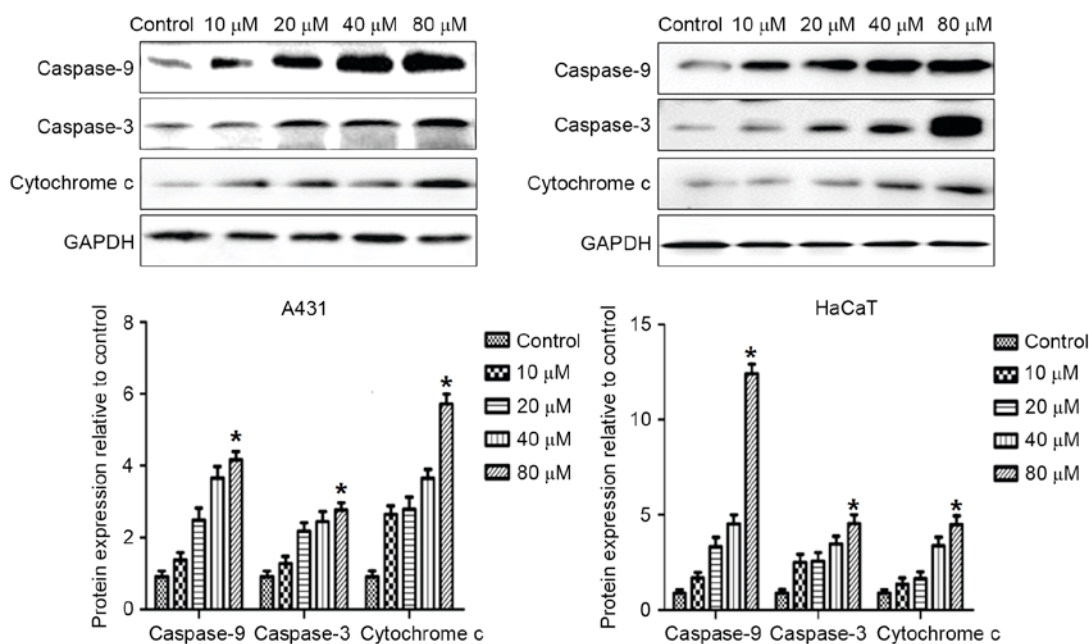 Control 10 μM 20 μM 40 μM 80 μM
Caspase-9
Caspase-3
Cytochrome c
GAPDH
Control 10 μM 20 μM 40 μM 80 μM
Caspase-9
Caspase-3
Cytochrome c
GAPDH
A431
Protein expression relative to control
8
6
4
2
0
* * *
Caspase-9 Caspase-3 Cytochrome c
Control
10 μM
20 μM
40 μM
80 μM
HaCaT
Protein expression relative to control
15
10
5
0
* * *
Caspase-9 Caspase-3 Cytochrome c
Control
10 μM
20 μM
40 μM
80 μM